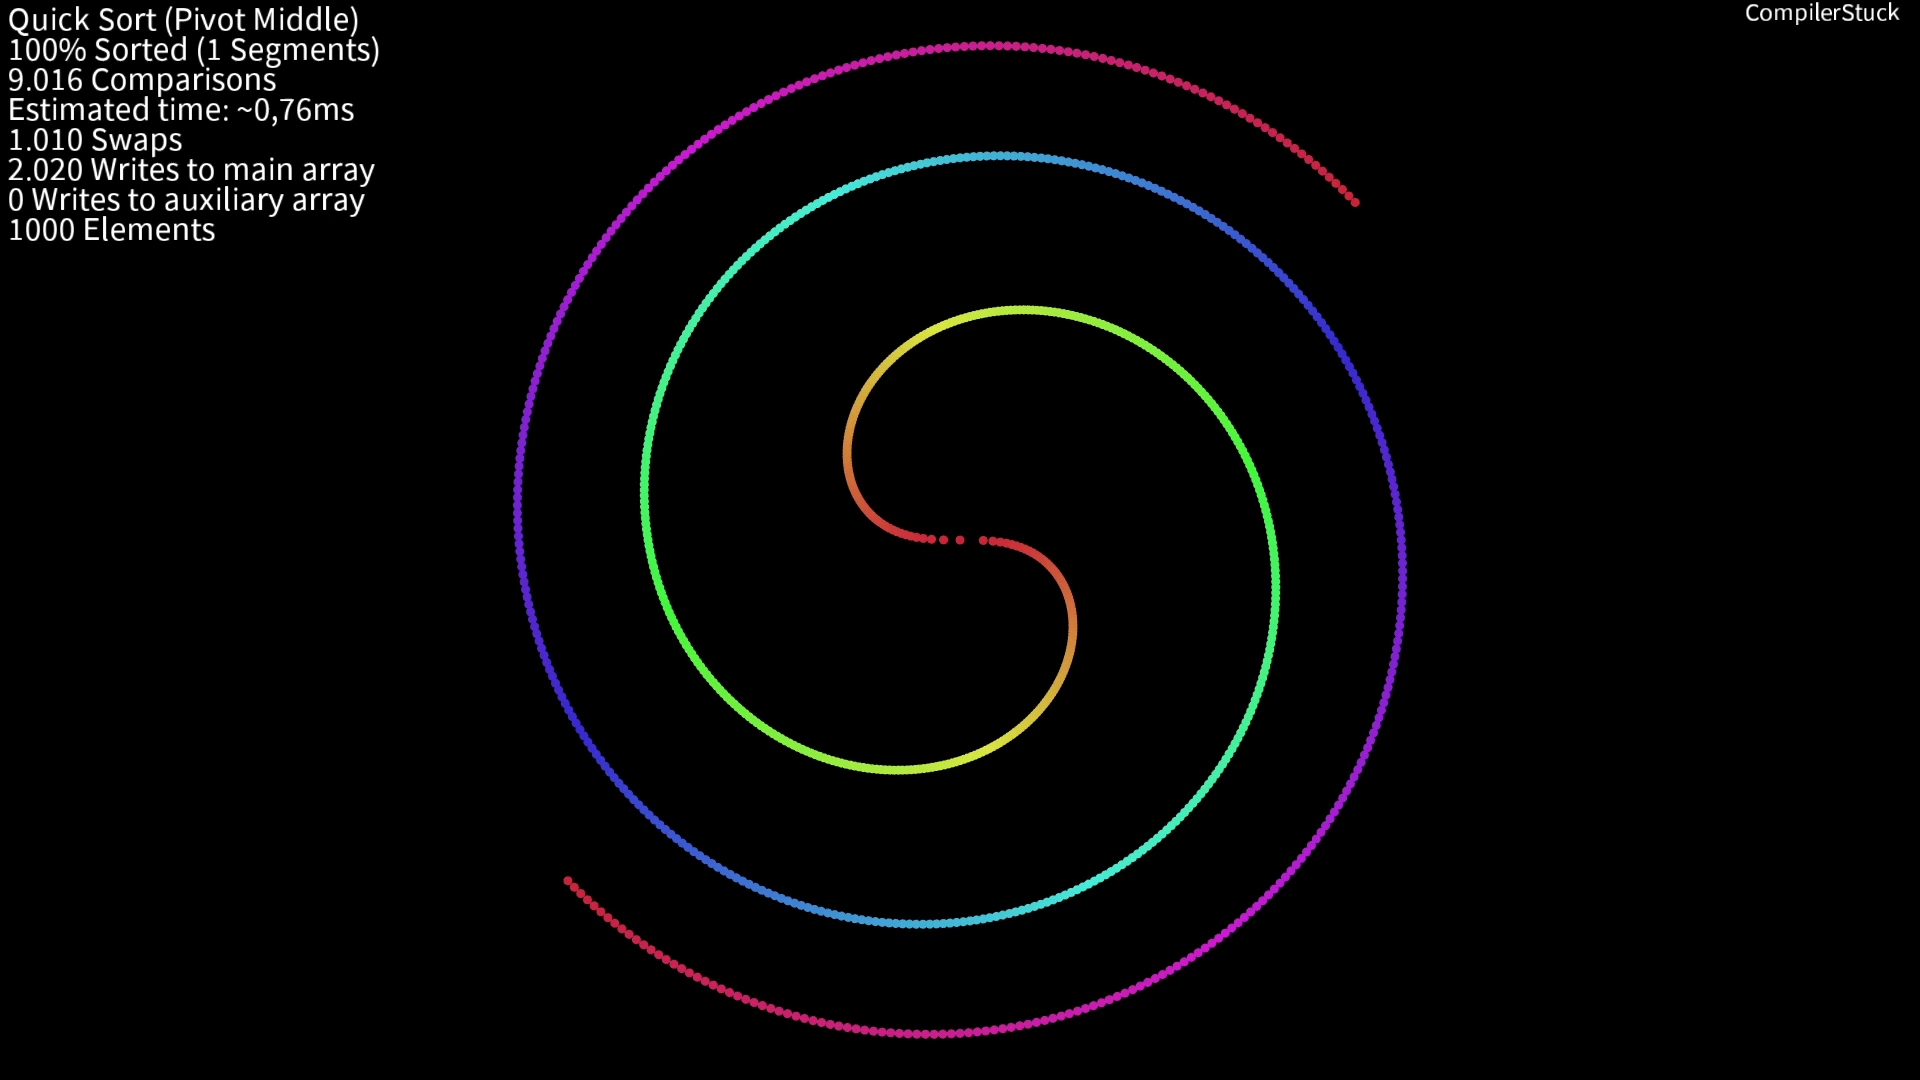 Quick Sort (Pivot Middle)
100% Sorted (1 Segments)
9.016 Comparisons
Estimated time: ~0,76ms
1.010 Swaps
2.020 Writes to main array
0 Writes to auxiliary array
1000 Elements
CompilerStuck